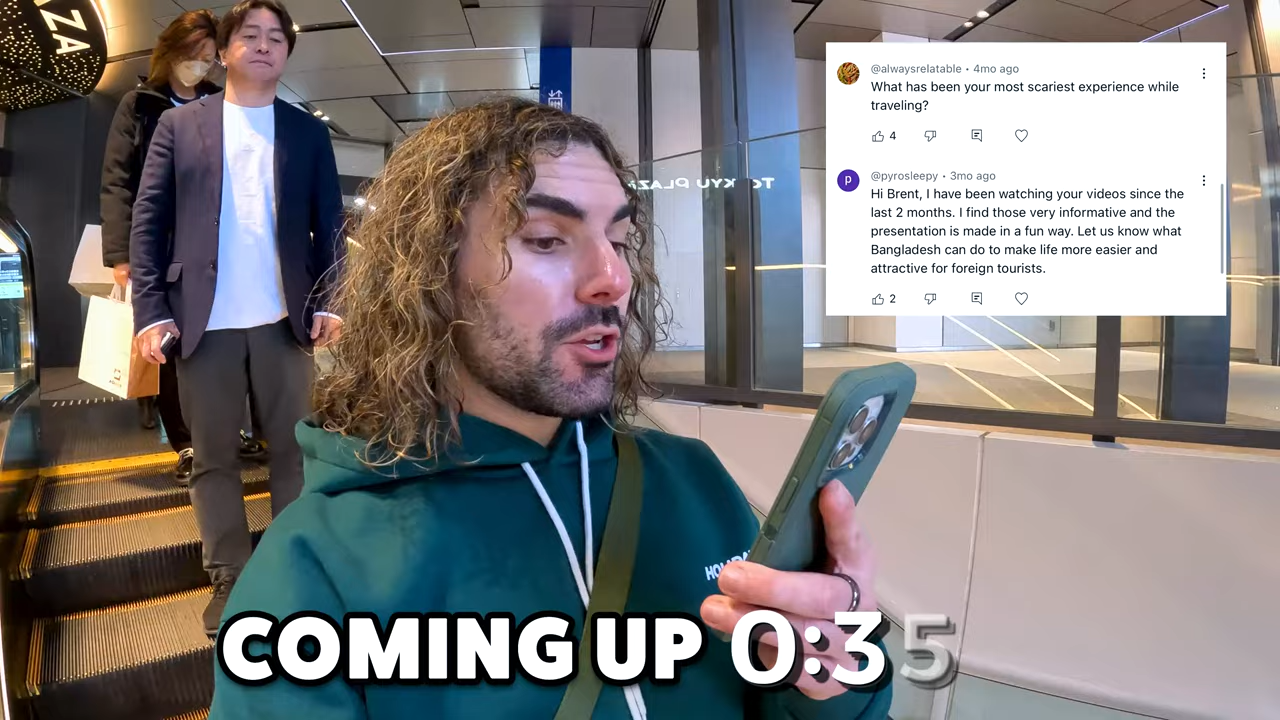 AZA
@alwaysrelatable • 4mo ago
What has been your most scariest experience while
traveling?
4
P
@pyrosleepy • 3mo ago
Hi Brent, I have been watching your videos since the
last 2 months. I find those very informative and the
presentation is made in a fun way. Let us know what
Bangladesh can do to make life more easier and
attractive for foreign tourists.
2
TOKYU PLAZA
COMING UP 0:35